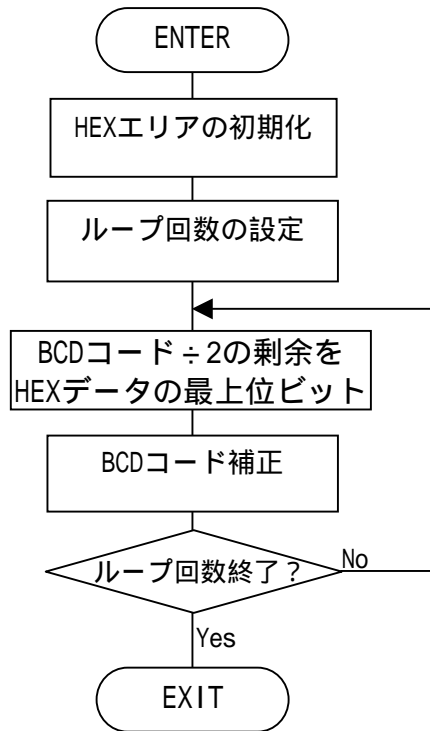 ENTER
HEXエリアの初期化
ループ回数の設定
BCDコード÷2の剰余を
HEXデータの最上位ビット
BCDコード補正
ループ回数終了?
No
Yes
EXIT